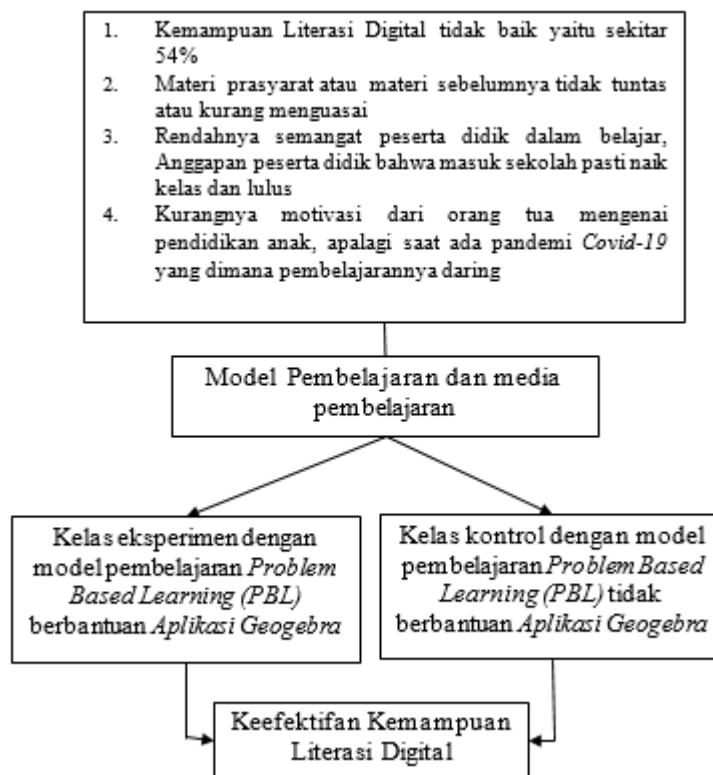 1. Kemampuan Literasi Digital tidak baik yaitu sekitar
54%
2. Materi prasyarat atau materi sebelumnya tidak tuntas
atau kurang menguasai
3. Rendahnya semangat peserta didik dalam belajar,
Anggapan peserta didik bahwa masuk sekolah pasti naik
kelas dan lulus
4. Kurangnya motivasi dari orang tua mengenai
pendidikan anak, apalagi saat ada pandemi Covid-19
yang dimana pembelajarannya daring
Model Pembelajaran dan media
pembelajaran
Kelas eksperimen dengan
model pembelajaran Problem
Based Learning (PBL)
berbantuan Aplikasi Geogebra
Kelas kontrol dengan model
pembelajaran Problem Based
Learning (PBL) tidak
berbantuan Aplikasi Geogebra
Keefektifan Kemampuan
Literasi Digital